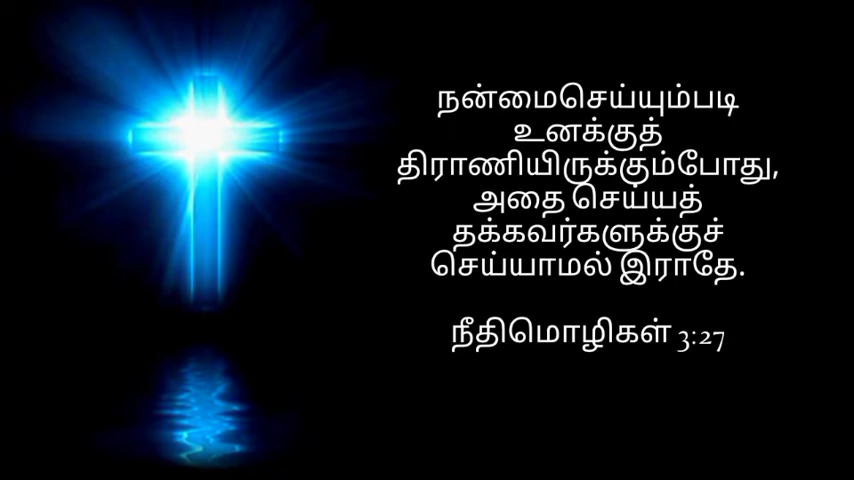 நன்மைசெய்யும்படி
உனக்குத்
திராணியிருக்கும்போது,
அதை செய்யத்
தக்கவர்களுக்குச்
செய்யாமல் இராதே.
நீதிமொழிகள் 3:27